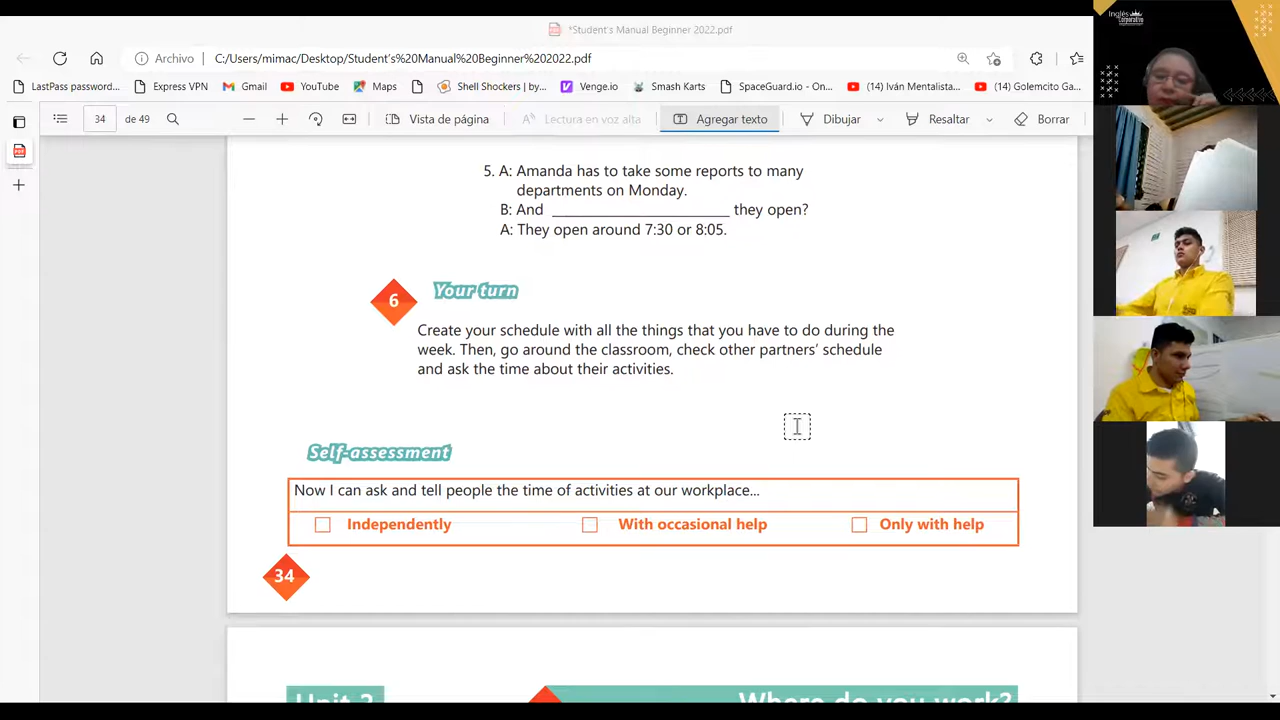 *Student's Manual Beginner 2022.pdf
Archivo
C:/Users/mimac/Desktop/Student's%20Manual%20Beginner%202022.pdf
LastPass password...
Express VPN
Gmail
YouTube
Maps
Shell Shockers | by...
Venge.io
Smash Karts
SpaceGuard.io - On...
(14) Iván Mentalista...
(14) Golemcito Ga...
34
de 49
Vista de página
Lectura en voz alta
Agregar texto
Dibujar
Resaltar
Borrar
5. A: Amanda has to take some reports to many
departments on Monday.
B: And ______________________ they open?
A: They open around 7:30 or 8:05.
6
Your turn
Create your schedule with all the things that you have to do during the
week. Then, go around the classroom, check other partners' schedule
and ask the time about their activities.
Self-assessment
Now I can ask and tell people the time of activities at our workplace...
Independently
With occasional help
Only with help
34
Unit 2
Where do you work?
Inglés
Corporativo